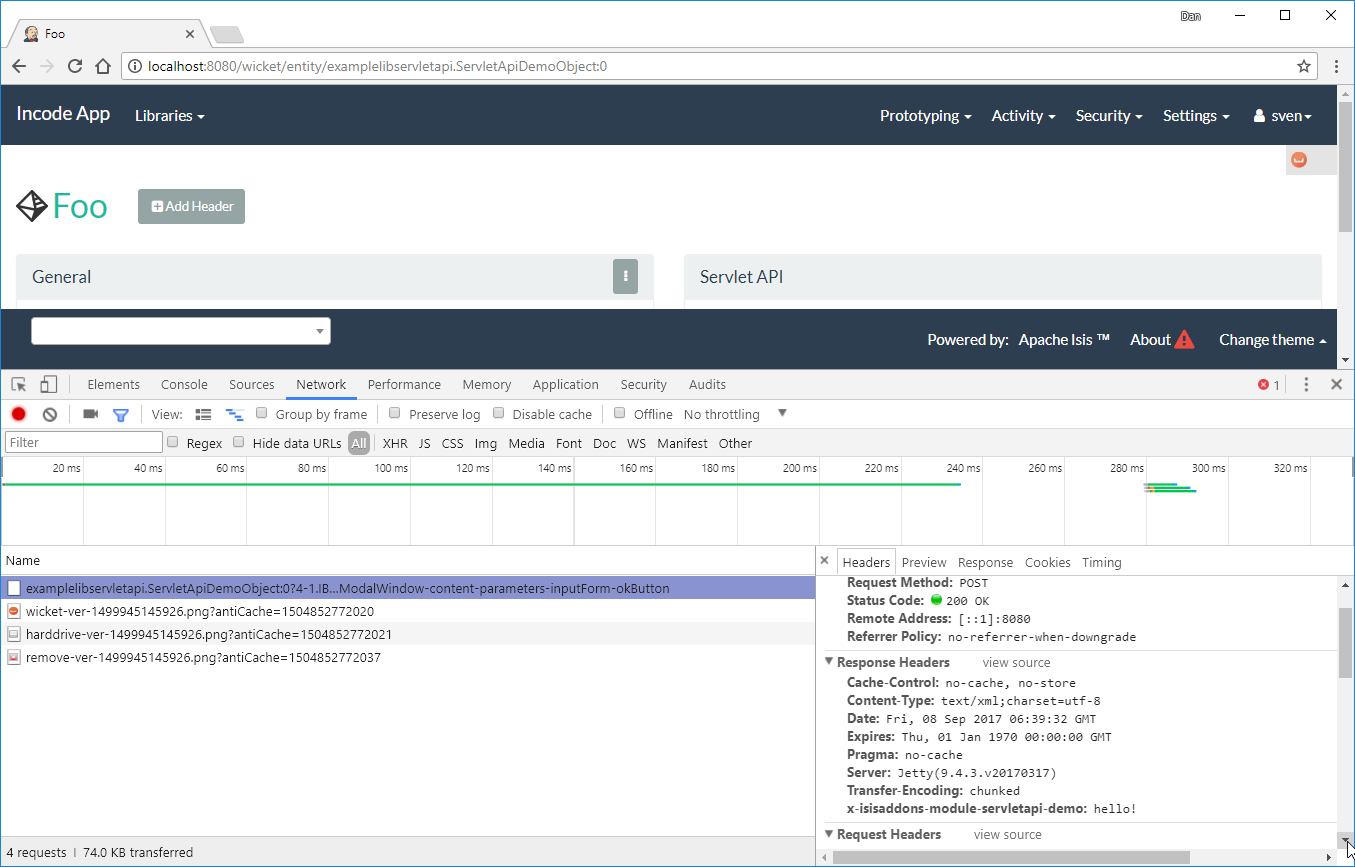 Dan
Foo
localhost:8080/wicket/entity/examplelibservletapi.ServletApiDemoObject:0
Incode App Libraries Prototyping Activity Security Settings sven
Foo Add Header
General Servlet API
Powered by: Apache Isis ™ About Change theme
Elements Console Sources Network Performance Memory Application Security Audits 1
View: Group by frame Preserve log Disable cache Offline No throttling
Filter Regex Hide data URLs All XHR JS CSS Img Media Font Doc WS Manifest Other
20 ms 40 ms 60 ms 80 ms 100 ms 120 ms 140 ms 160 ms 180 ms 200 ms 220 ms 240 ms 260 ms 280 ms 300 ms 320 ms
Name
examplelibservletapi.ServletApiDemoObject:0?4-1.IB...ModalWindow-content-parameters-inputForm-okButton
wicket-ver-1499945145926.png?antiCache=1504852772020
harddrive-ver-1499945145926.png?antiCache=1504852772021
remove-ver-1499945145926.png?antiCache=1504852772037
4 requests | 74.0 KB transferred
Headers Preview Response Cookies Timing
Request Method: POST
Status Code: 200 OK
Remote Address: [::1]:8080
Referrer Policy: no-referrer-when-downgrade
Response Headers view source
Cache-Control: no-cache, no-store
Content-Type: text/xml;charset=utf-8
Date: Fri, 08 Sep 2017 06:39:32 GMT
Expires: Thu, 01 Jan 1970 00:00:00 GMT
Pragma: no-cache
Server: Jetty(9.4.3.v20170317)
Transfer-Encoding: chunked
x-isisaddons-module-servletapi-demo: hello!
Request Headers view source